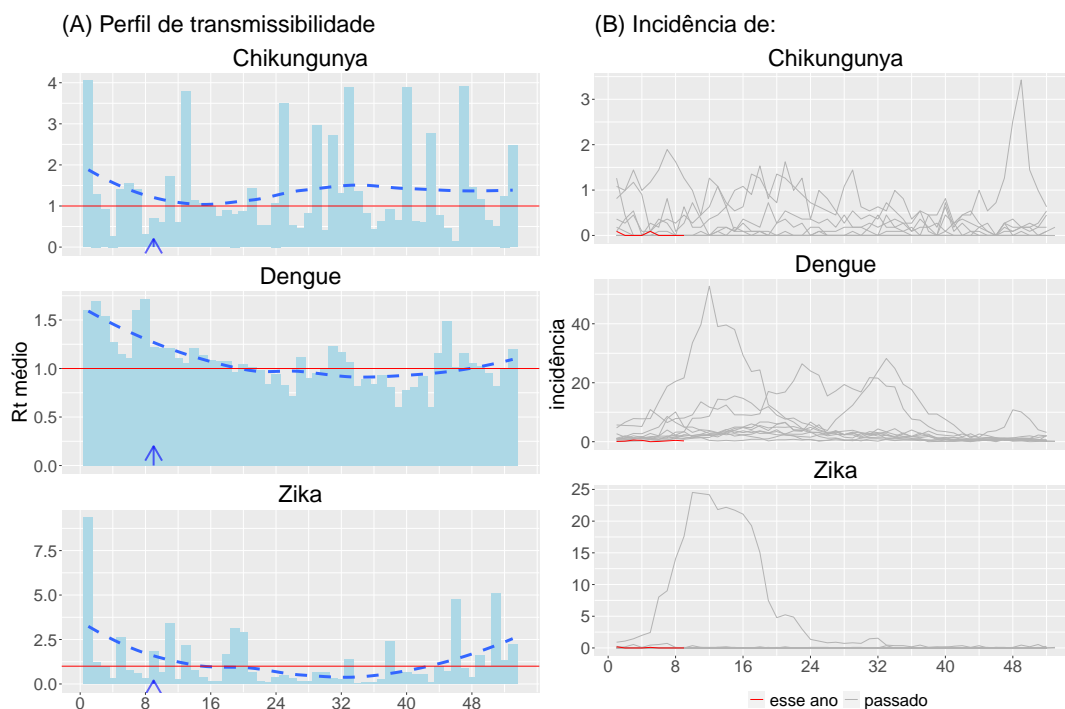 (A) Perfil de transmissibilidade
Chikungunya
4
3
2
1
0
Dengue
Rt médio
1.5
1.0
0.5
0.0
Zika
7.5
5.0
2.5
0.0
0 8 16 24 32 40 48
(B) Incidência de:
Chikungunya
3
2
1
0
Dengue
incidência
40
20
0
Zika
25
20
15
10
5
0
0 8 16 24 32 40 48
esse ano passado